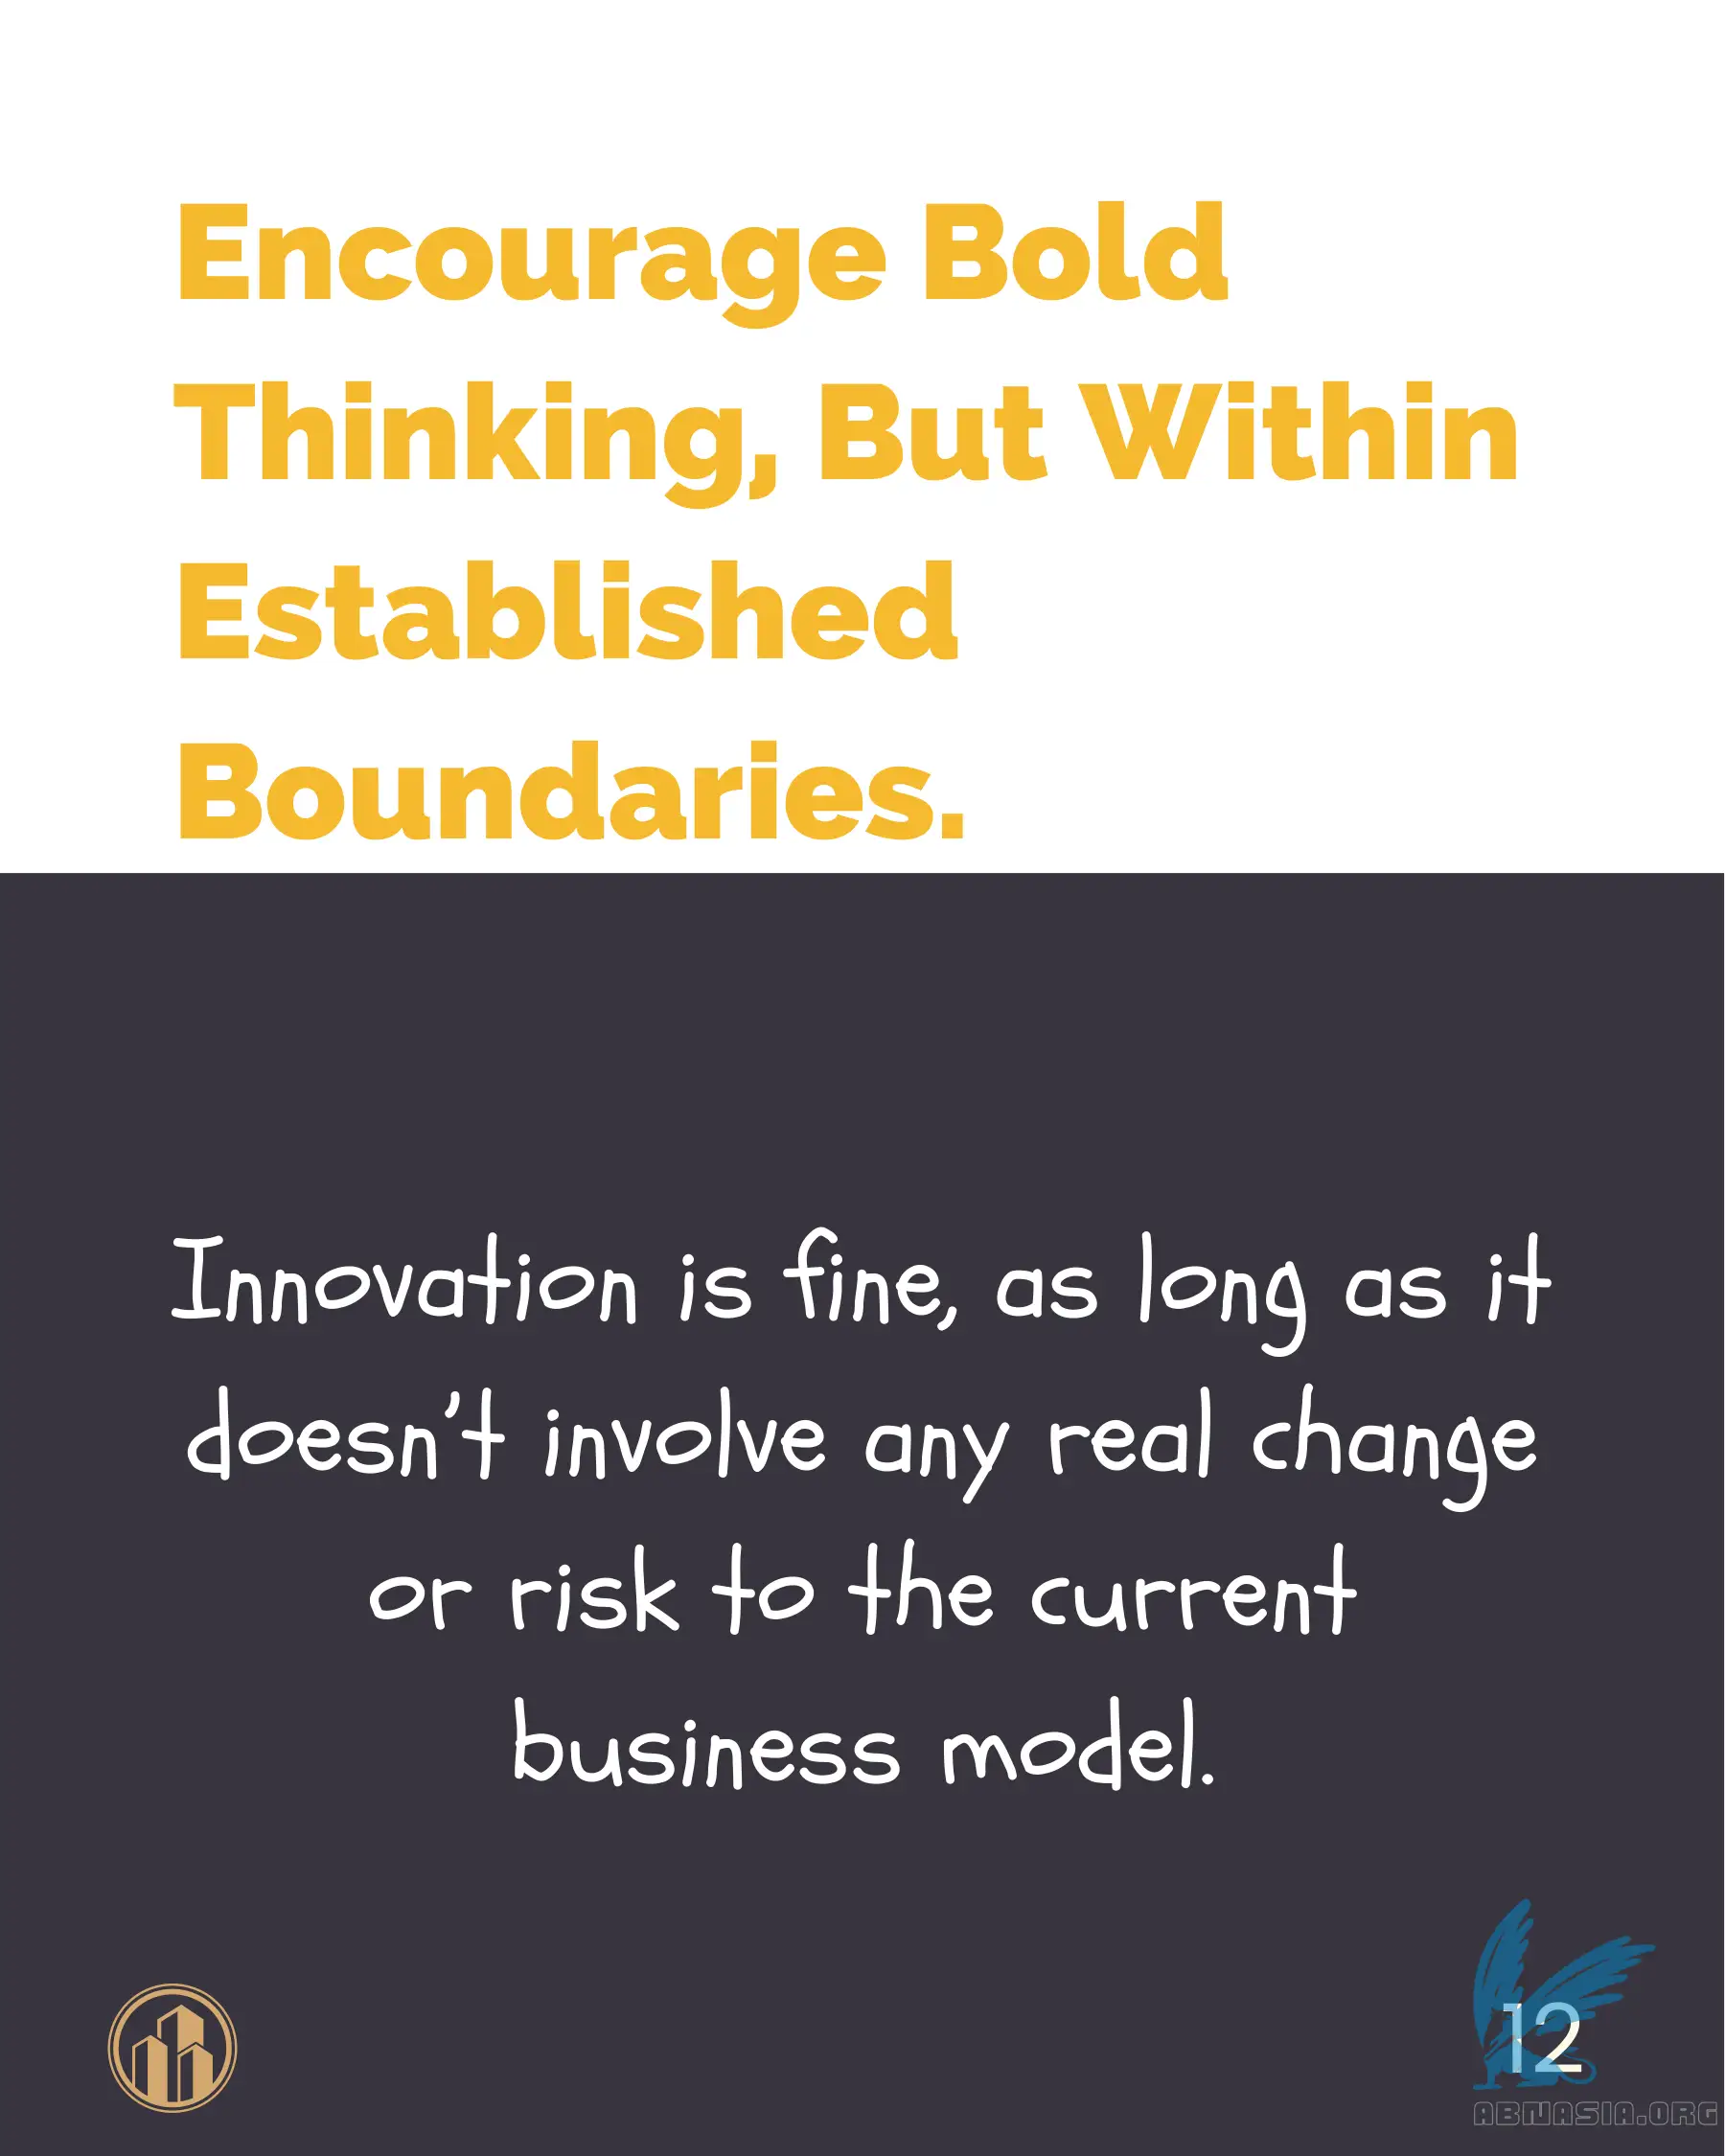 Encourage Bold
Thinking, But Within
Established
Boundaries.
Innovation is fine, as long as it
doesn't involve any real change
or risk to the current
business model.
12
ABNASIA.ORG